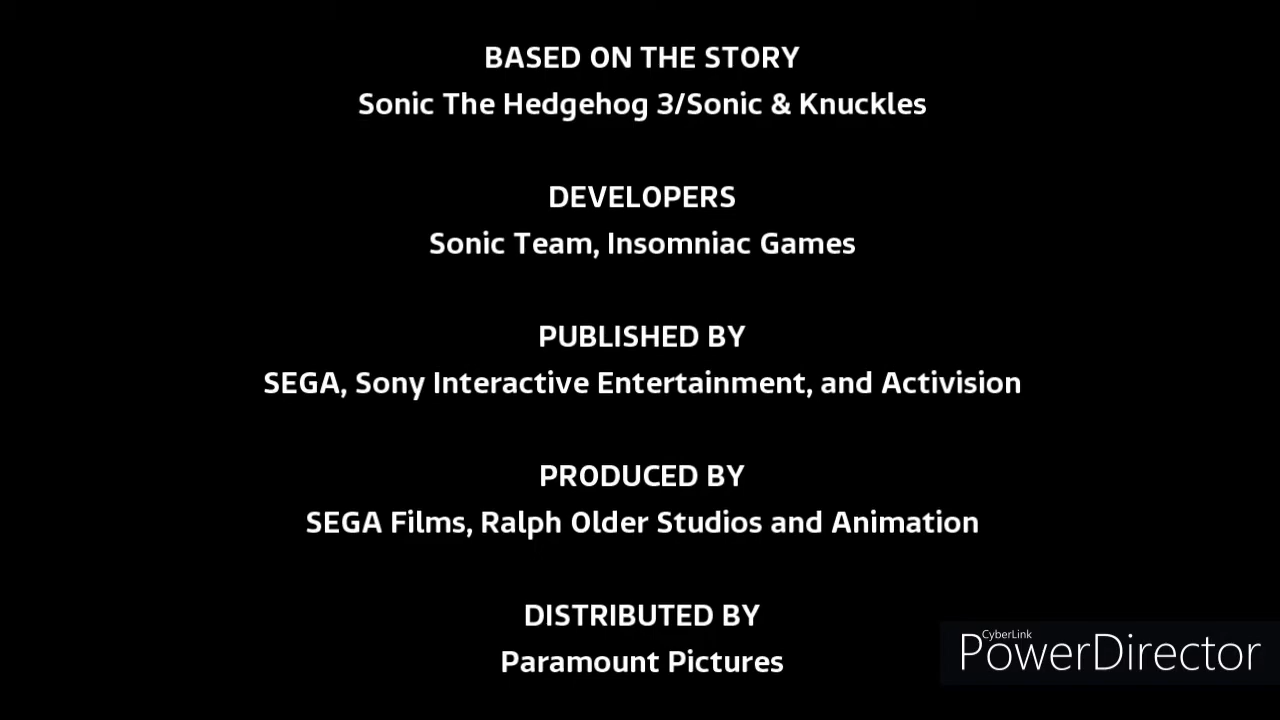 BASED ON THE STORY
Sonic The Hedgehog 3/Sonic & Knuckles
DEVELOPERS
Sonic Team, Insomniac Games
PUBLISHED BY
SEGA, Sony Interactive Entertainment, and Activision
PRODUCED BY
SEGA Films, Ralph Older Studios and Animation
DISTRIBUTED BY
Paramount Pictures
CyberLink
PowerDirector